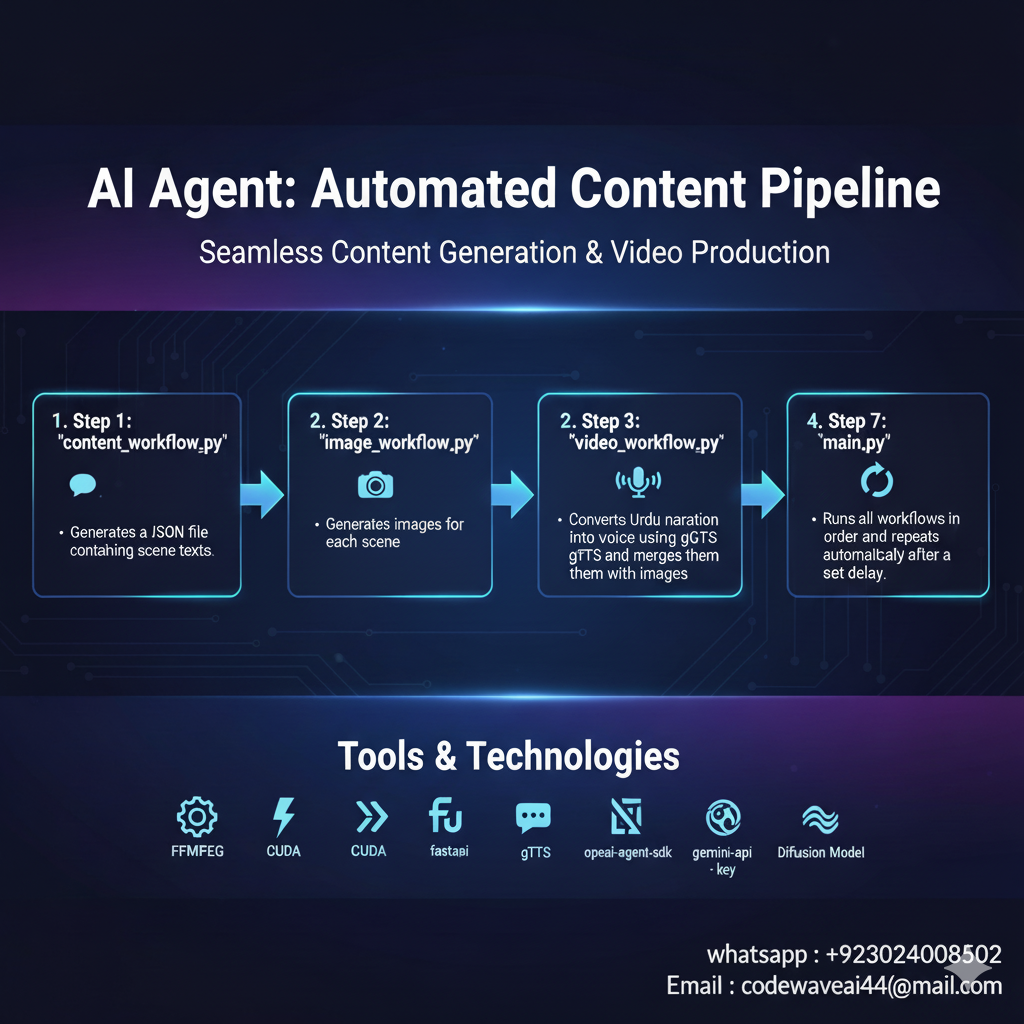 AI Agent: Automated Content Pipeline
Seamless Content Generation & Video Production
1. Step 1:
"content_workflow.py"
• Generates a JSON file
contahing scene texts.
2. Step 2:
"image_workflow.py"
• Generates images for
each scene
2. Step 3:
"video_workflow.py"
• Converts Urdu naration
into voice using gGTS
gTTS and merges them
them with images
4. Step 7:
"main.py"
• Runs all workflows in
order and repeats
automatlcaly after a
set delay.
Tools & Technologies
FFMFEG
CUDA
CUDA
fastapi
gTTS
opeai-agent-sdk
gemini-api
- key
Difusion Model
whatsapp : +923024008502
Email : codewaveai44(@mail.com